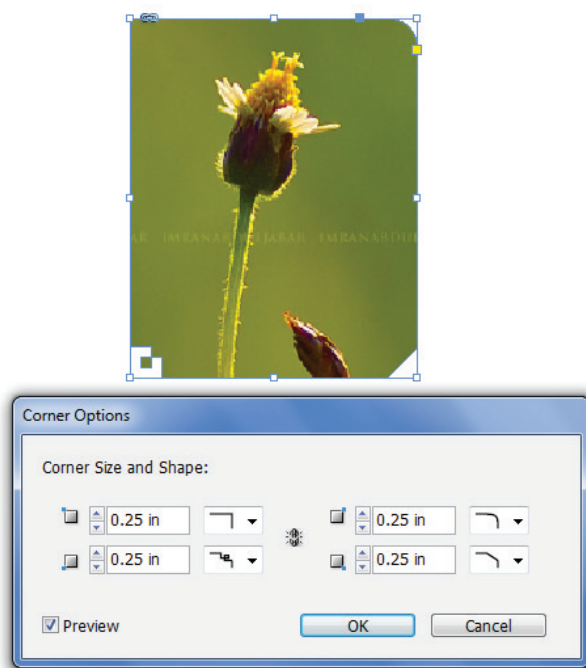 Corner Options
Corner Size and Shape:
0.25 in 0.25 in
0.25 in 0.25 in
Preview OK Cancel